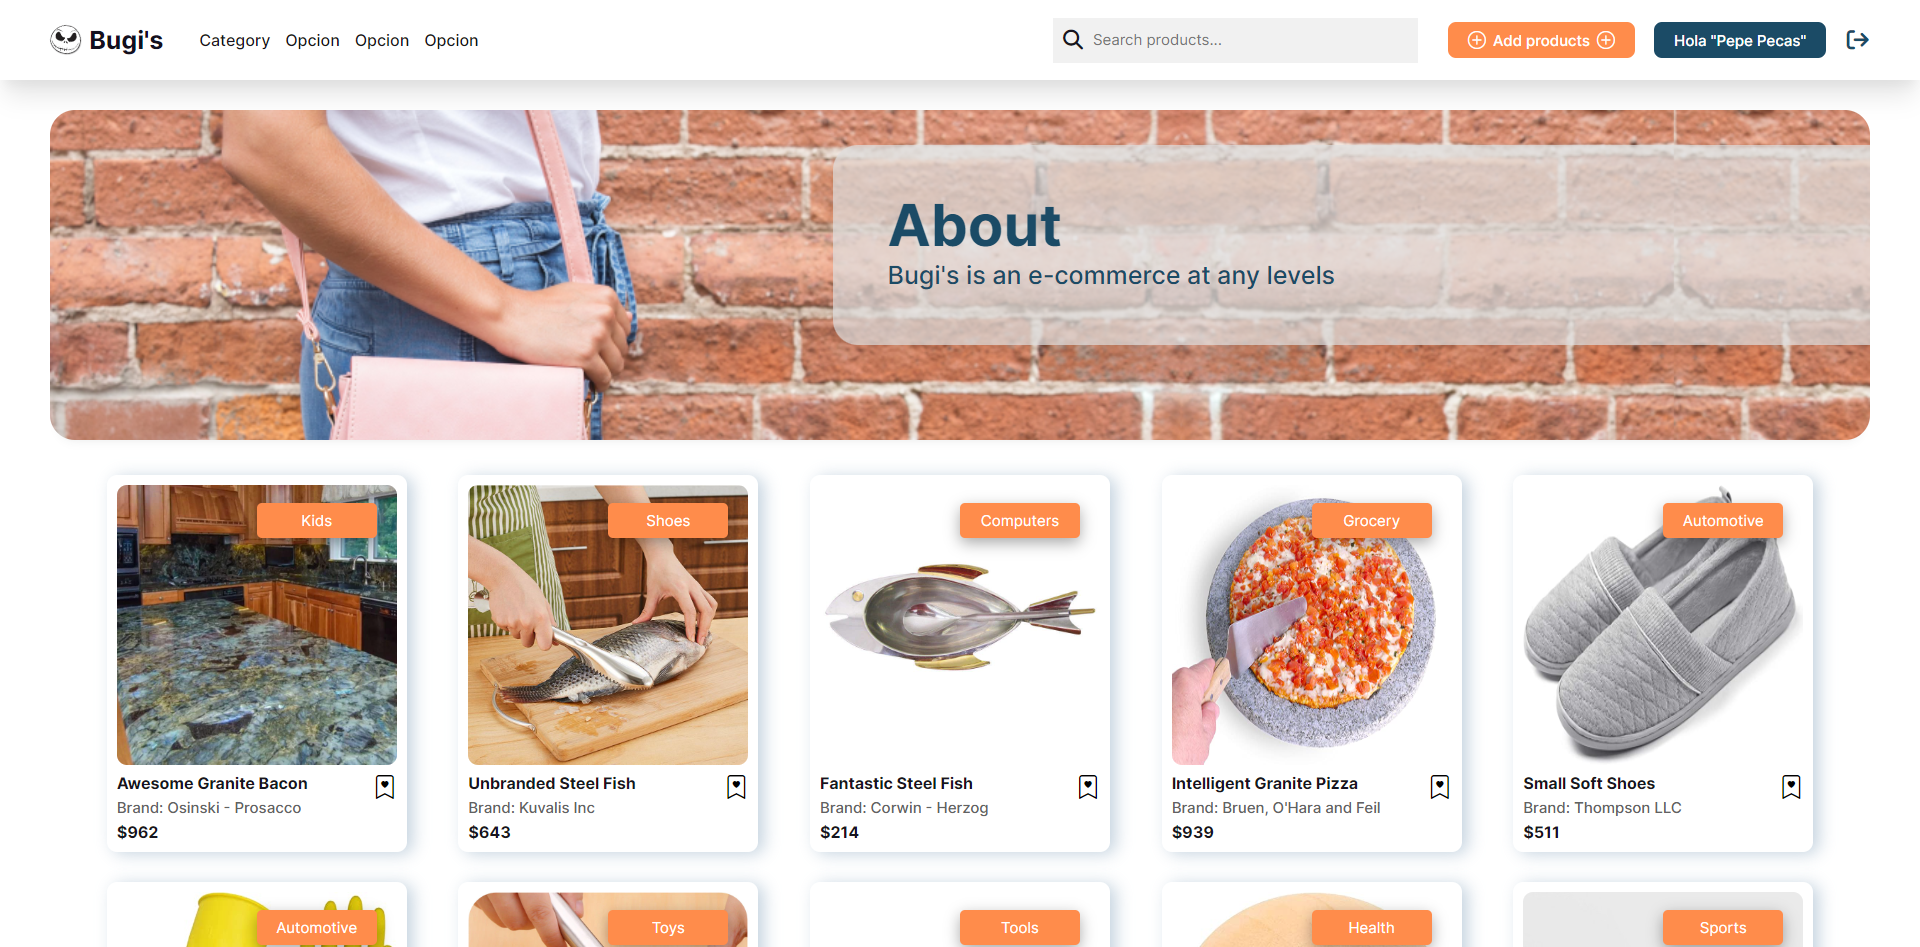 Bugi's
Category Opcion Opcion Opcion
Search products...
Add products
Hola "Pepe Pecas"
About
Bugi's is an e-commerce at any levels
Kids
Awesome Granite Bacon
Brand: Osinski - Prosacco
$962
Shoes
Unbranded Steel Fish
Brand: Kuvalis Inc
$643
Computers
Fantastic Steel Fish
Brand: Corwin - Herzog
$214
Grocery
Intelligent Granite Pizza
Brand: Bruen, O'Hara and Feil
$939
Automotive
Small Soft Shoes
Brand: Thompson LLC
$511
Automotive
Toys
Tools
Health
Sports